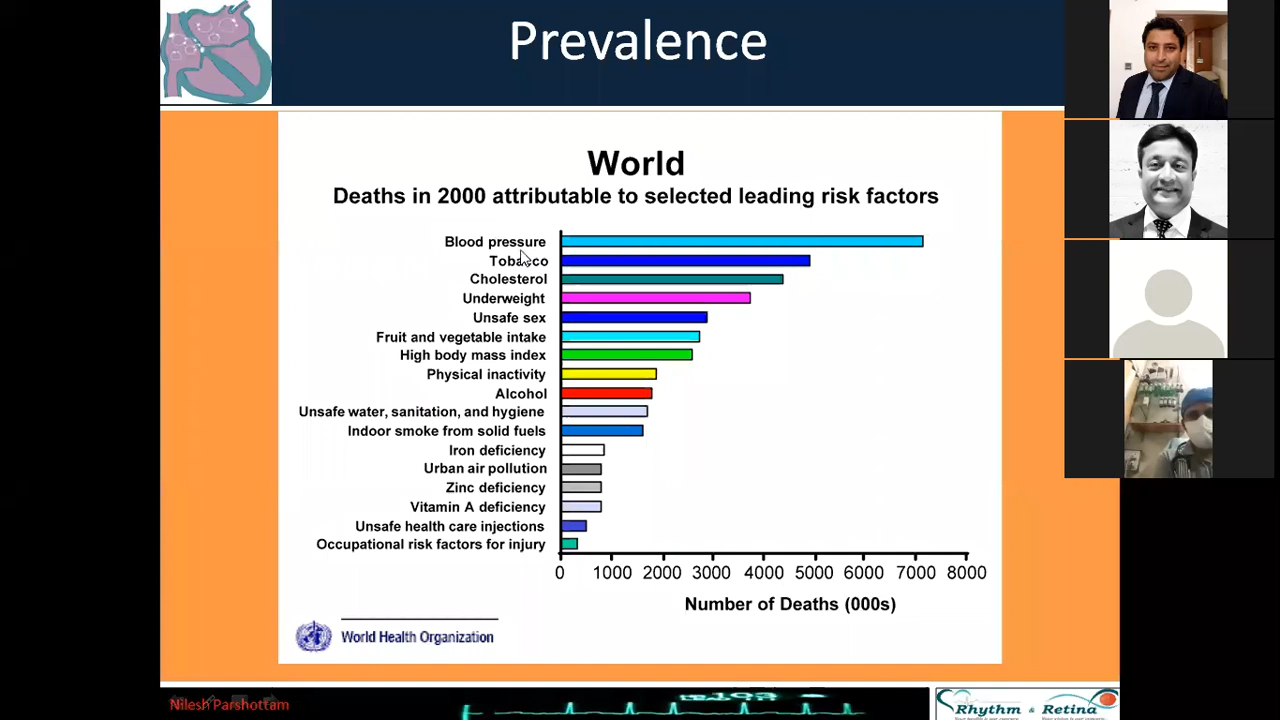 Prevalence
World
Deaths in 2000 attributable to selected leading risk factors
Blood pressure
Tobacco
Cholesterol
Underweight
Unsafe sex
Fruit and vegetable intake
High body mass index
Physical inactivity
Alcohol
Unsafe water, sanitation, and hygiene
Indoor smoke from solid fuels
Iron deficiency
Urban air pollution
Zinc deficiency
Vitamin A deficiency
Unsafe health care injections
Occupational risk factors for injury
0 1000 2000 3000 4000 5000 6000 7000 8000
Number of Deaths (000s)
World Health Organization
Nilesh Parshottam
Rhythm & Retina